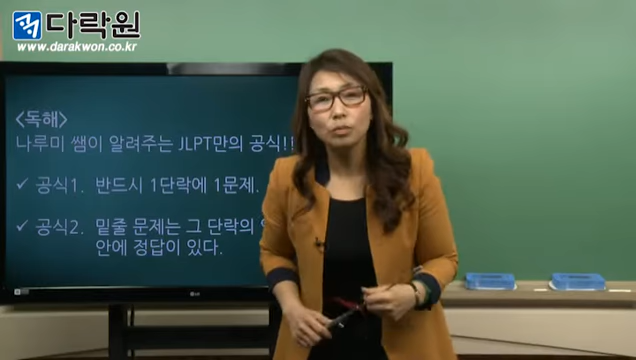 다락원
www.darakwon.co.kr
<독해>
나루미 쌤이 알려주는 JLPT만의 공식!!
✓ 공식1. 반드시 1단락에 1문제.
✓ 공식2. 밑줄 문제는 그 단락의
안에 정답이 있다.
LG